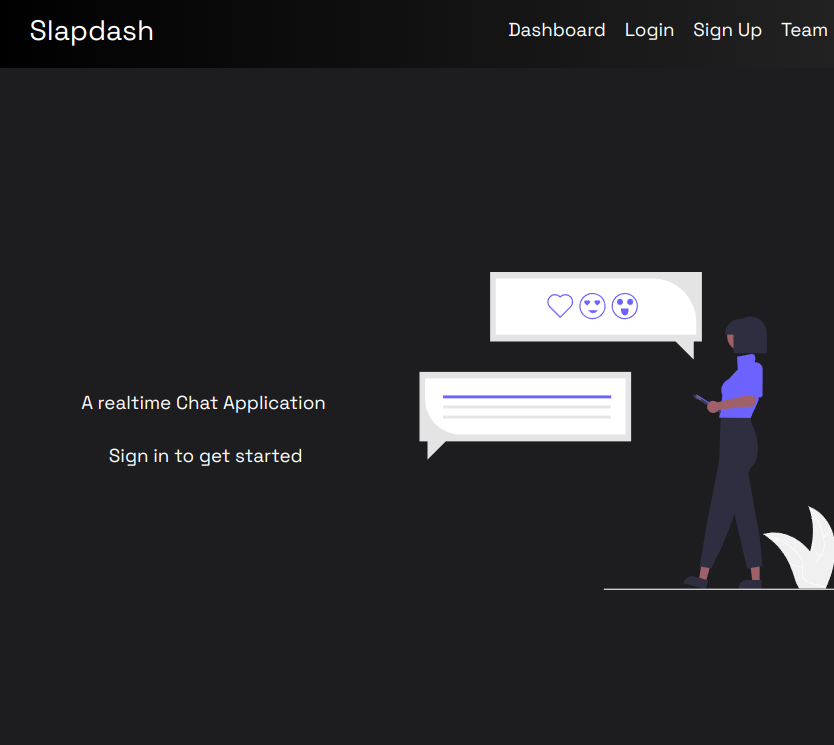 Slapdash
Dashboard Login Sign Up Team
A realtime Chat Application
Sign in to get started